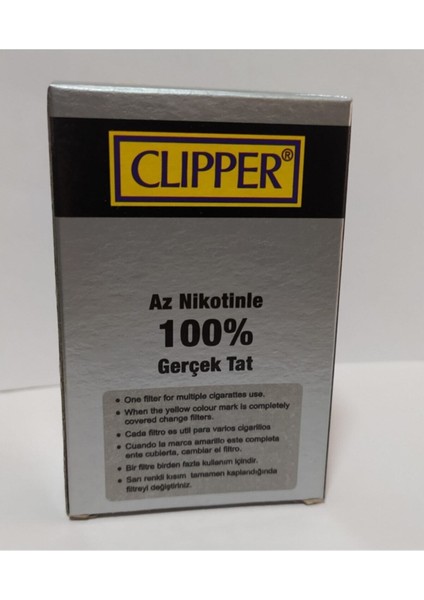 CLIPPER®
Az Nikotinle
100%
Gerçek Tat
• One filter for multiple cigarattes use.
• When the yellow colour mark is completely
covered change filters.
• Cada filtro es util para varios cigarillos
• Cuando la marca amarillo este completa
ente cubierta, cambiar el filtro.
• Bir filtre birden fazla kullanım içindir.
• Sarı renkli kısım tamamen kaplandığında
filtreyi değiştiriniz.